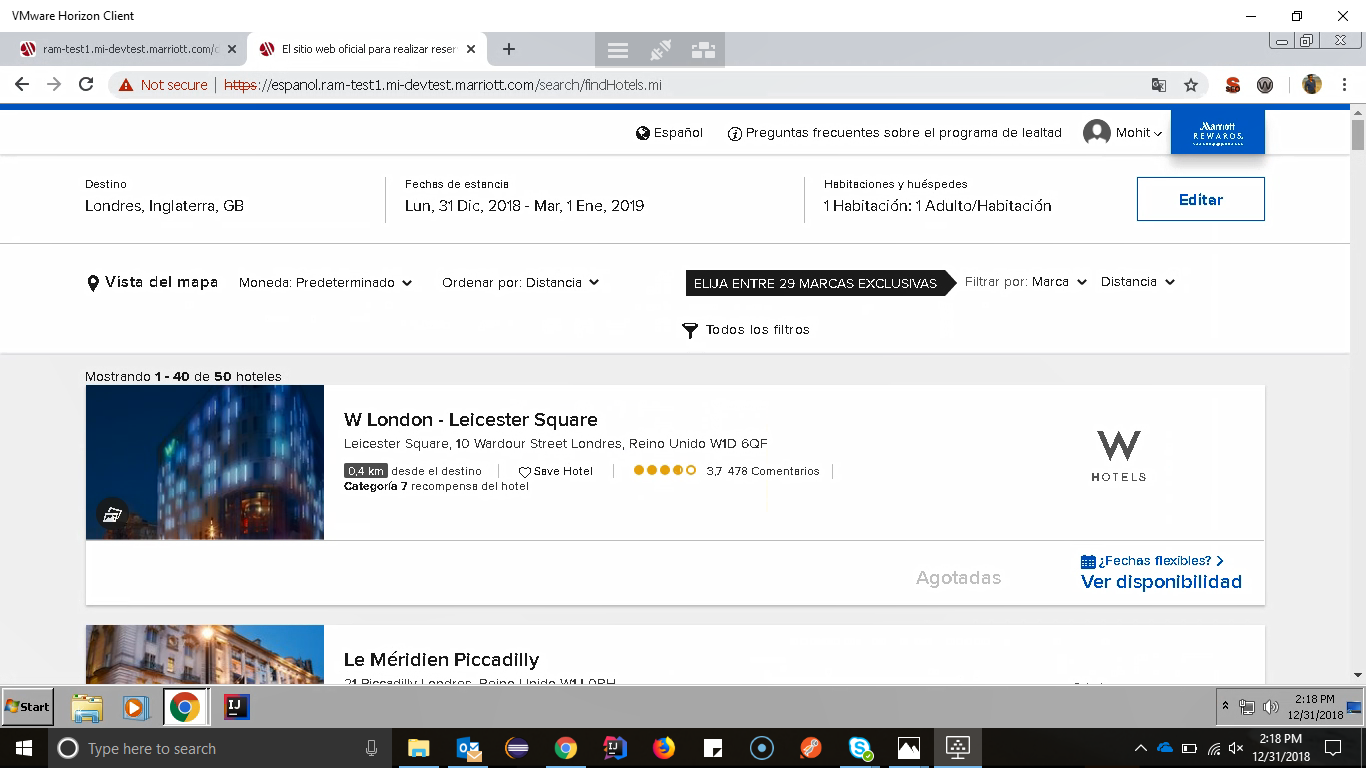 VMware Horizon Client
ram-test1.mi-devtest.marriott.com/c
El sitio web oficial para realizar reser
Not secure | https://espanol.ram-test1.mi-devtest.marriott.com/search/findHotels.mi
Español
Preguntas frecuentes sobre el programa de lealtad
Mohit
Marriott
REWARDS.
Destino
Londres, Inglaterra, GB
Fechas de estancia
Lun, 31 Dic, 2018 - Mar, 1 Ene, 2019
Habitaciones y huéspedes
1 Habitación: 1 Adulto/Habitación
Editar
Vista del mapa
Moneda: Predeterminado
Ordenar por: Distancia
ELIJA ENTRE 29 MARCAS EXCLUSIVAS
Filtrar por: Marca
Distancia
Todos los filtros
Mostrando 1 - 40 de 50 hoteles
W London - Leicester Square
Leicester Square, 10 Wardour Street Londres, Reino Unido W1D 6QF
0,4 km desde el destino
Save Hotel
3,7 478 Comentarios
Categoría 7 recompensa del hotel
W
HOTELS
¿Fechas flexibles?
Agotadas
Ver disponibilidad
Le Méridien Piccadilly
21 Piccadilly Londres, Reino Unido W1J 0BH
Start
2:18 PM
12/31/2018
Type here to search
2:18 PM
12/31/2018